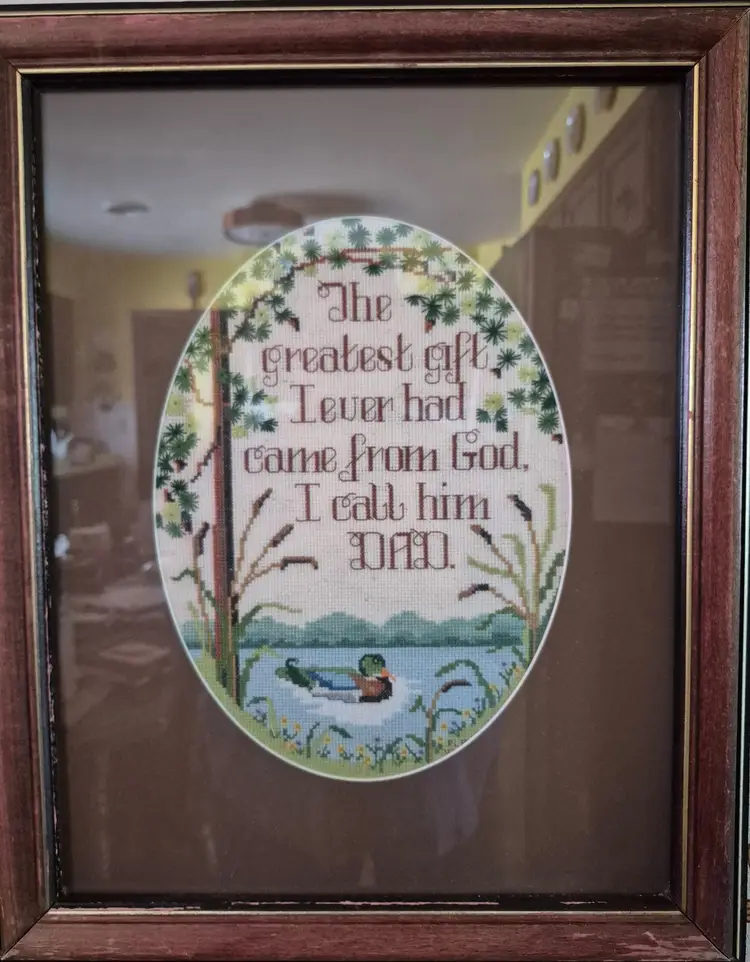 The
greatest gift
I ever had
came from God.
I call him
DAD.